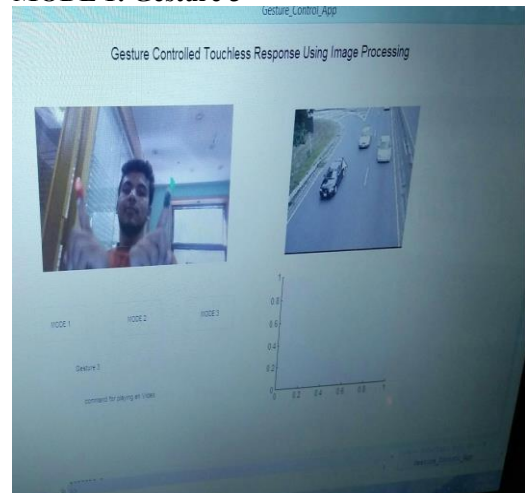 MODE 1: Gesture 3
Gesture_Control_App
Gesture Controlled Touchless Response Using Image Processing
MODE 1
MODE 2
MODE 3
Gesture 3
command for playing an video
1
0.8
0.6
0.4
0.2
0
0 0.2 0.4 0.6 0.8 1
Gesture_Control_App